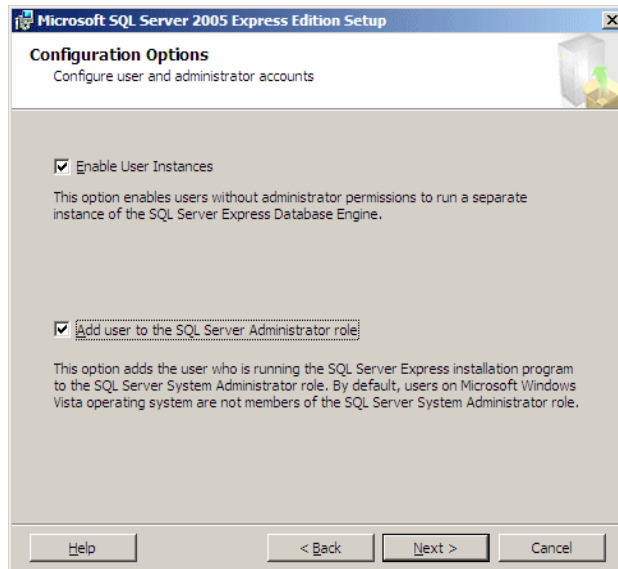 Microsoft SQL Server 2005 Express Edition Setup
Configuration Options
Configure user and administrator accounts
Enable User Instances
This option enables users without administrator permissions to run a separate
instance of the SQL Server Express Database Engine.
Add user to the SQL Server Administrator role
This option adds the user who is running the SQL Server Express installation program
to the SQL Server System Administrator role. By default, users on Microsoft Windows
Vista operating system are not members of the SQL Server System Administrator role.
Help < Back Next > Cancel